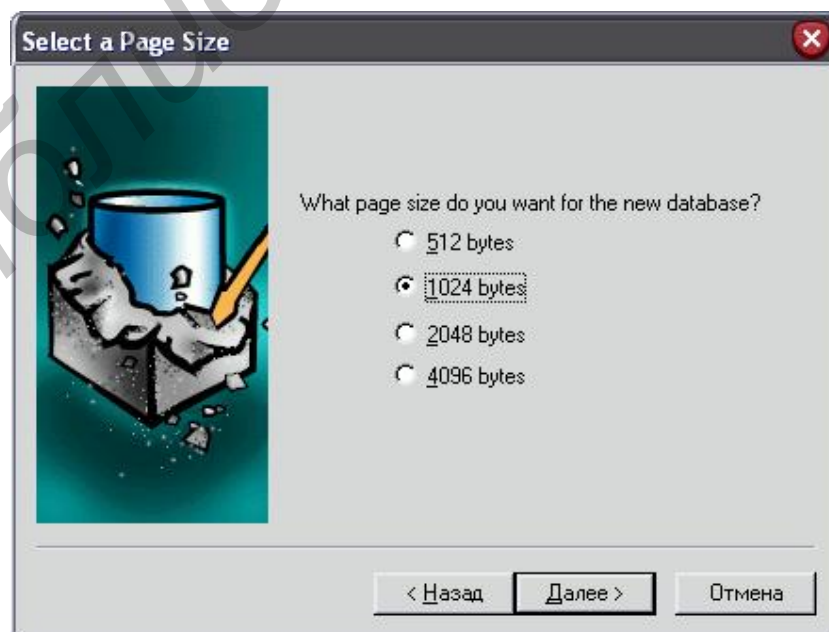 Select a Page Size
What page size do you want for the new database?
512 bytes
1024 bytes
2048 bytes
4096 bytes
< Назад
Далее >
Отмена